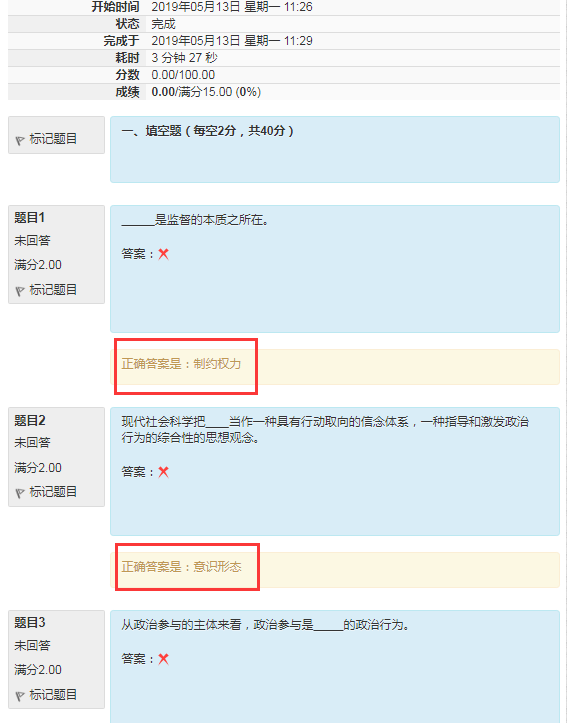 开始时间 2019年05月13日 星期一 11:26
状态 完成
完成于 2019年05月13日 星期一 11:29
耗时 3 分钟 27 秒
分数 0.00/100.00
成绩 0.00/满分15.00 (0%)
标记题目
一、填空题（每空2分，共40分）
题目1
未回答
满分2.00
标记题目
______是监督的本质之所在。
答案：
正确答案是：制约权力
题目2
未回答
满分2.00
标记题目
现代社会科学把____当作一种具有行动取向的信念体系，一种指导和激发政治
行为的综合性的思想观念。
答案：
正确答案是：意识形态
题目3
未回答
满分2.00
标记题目
从政治参与的主体来看，政治参与是_____的政治行为。
答案：